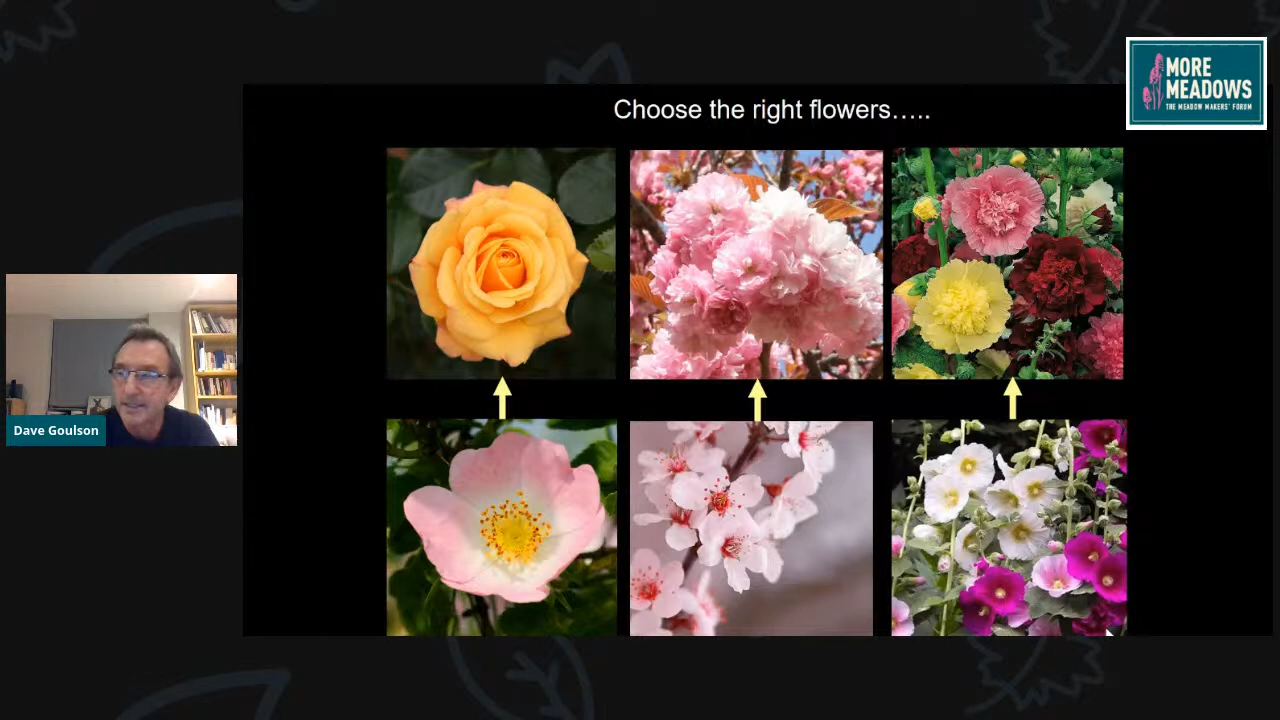 Choose the right flowers…..
MORE
MEADOWS
THE MEADOW MAKERS' FORUM
Dave Goulson